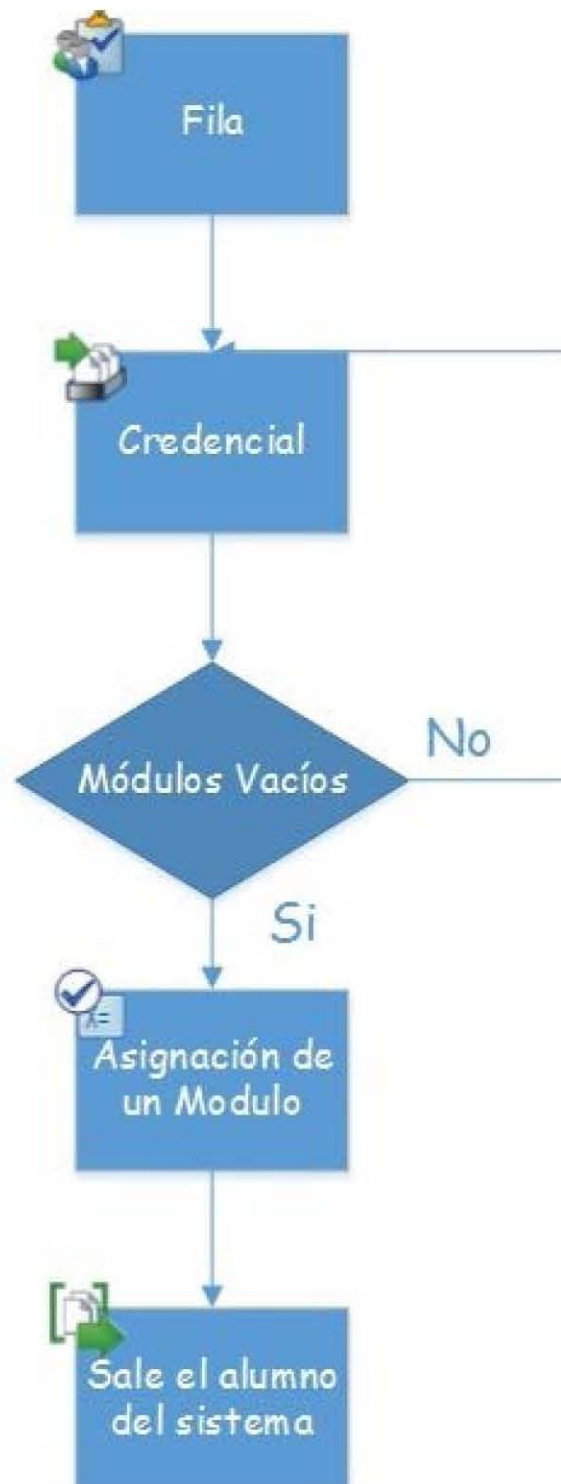 Fila
Credencial
Módulos Vacíos
No
Si
Asignación de
un Modulo
Sale el alumno
del sistema